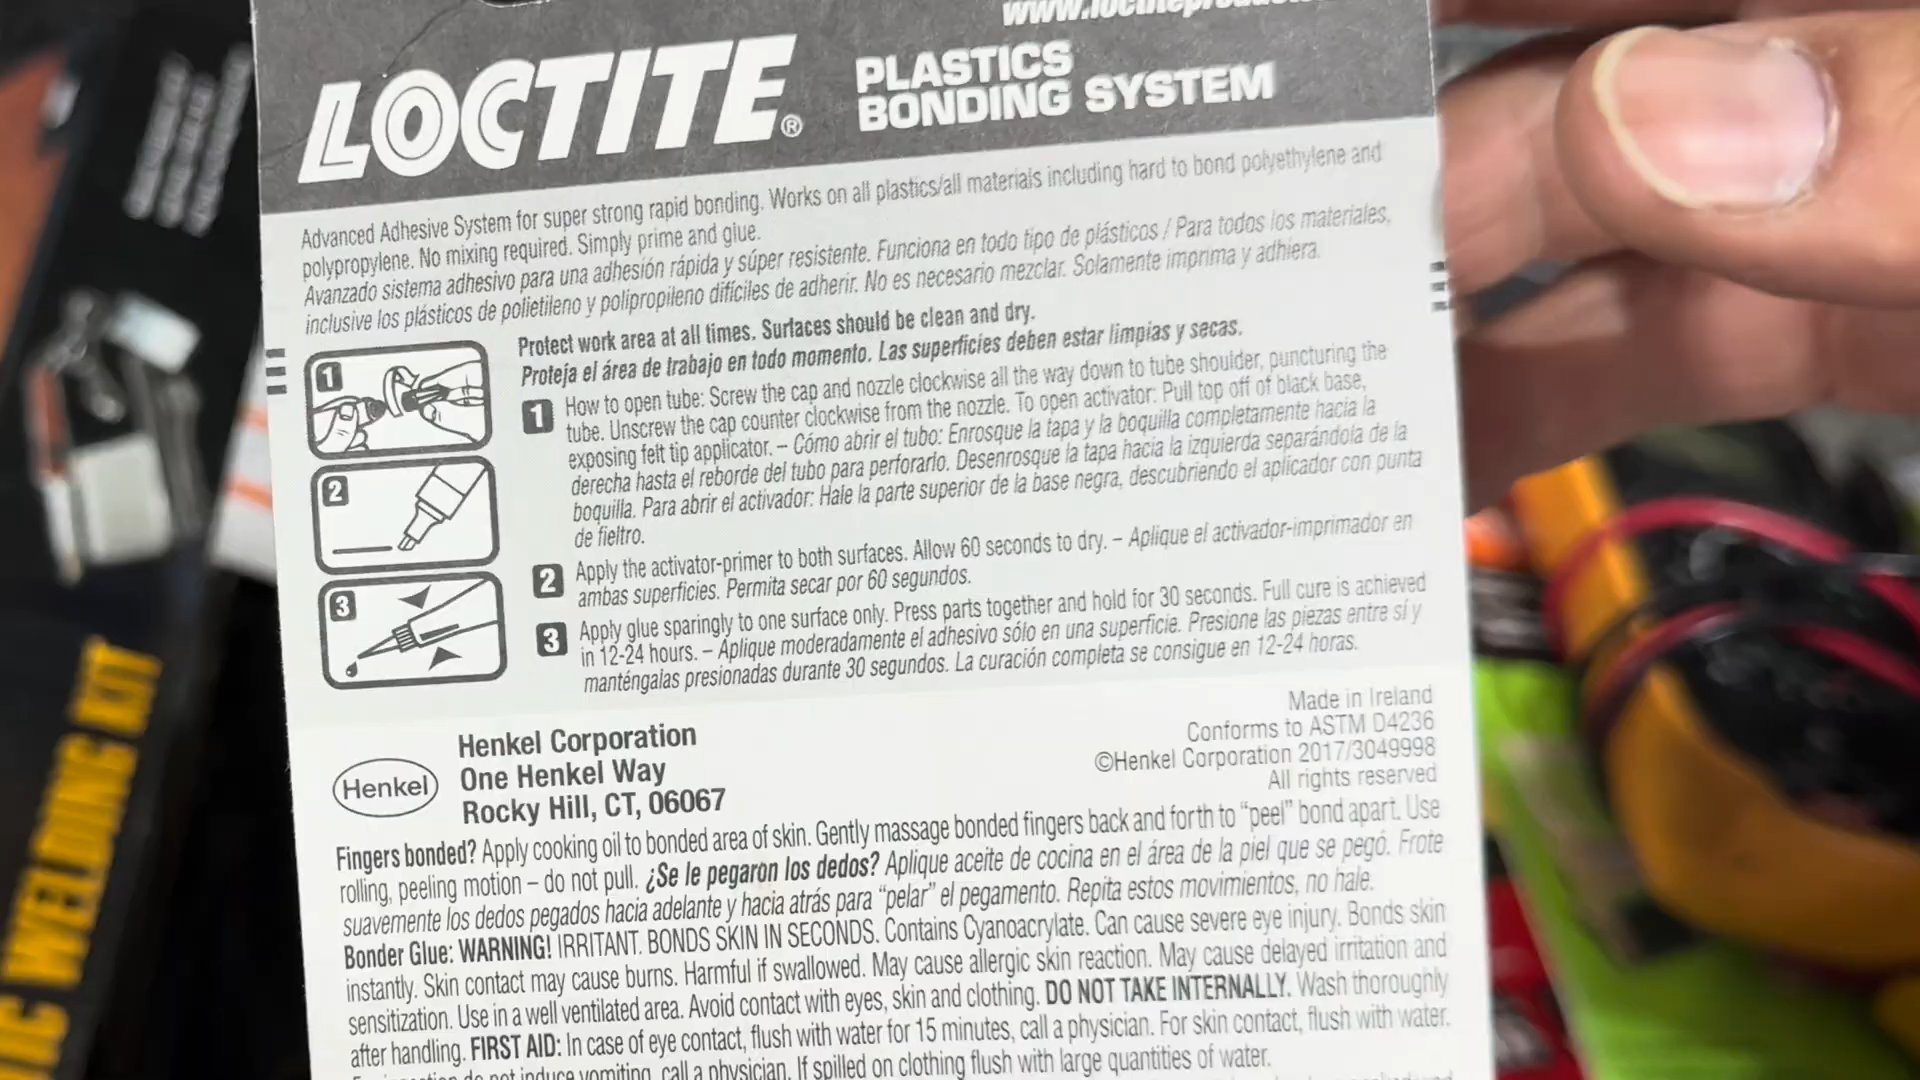 LOCTITE®
PLASTICS
BONDING SYSTEM
Advanced Adhesive System for super strong rapid bonding. Works on all plastics/all materials including hard to bond polyethylene and
polypropylene. No mixing required. Simply prime and glue.
Avanzado sistema adhesivo para una adhesión rápida y súper resistente. Funciona en todo tipo de plásticos / Para todos los materiales,
inclusive los plásticos de polietileno y polipropileno difíciles de adherir. No es necesario mezclar. Solamente imprima y adhiera.
Protect work area at all times. Surfaces should be clean and dry.
Proteja el área de trabajo en todo momento. Las superficies deben estar limpias y secas.
1
1 How to open tube: Screw the cap and nozzle clockwise all the way down to tube shoulder, puncturing the
tube. Unscrew the cap counter clockwise from the nozzle. To open activator: Pull top off of black base,
exposing felt tip applicator. – Cómo abrir el tubo: Enrosque la tapa y la boquilla completamente hacia la
derecha hasta el reborde del tubo para perforarlo. Desenrosque la tapa hacia la izquierda separándola de la
boquilla. Para abrir el activador: Hale la parte superior de la base negra, descubriendo el aplicador con punta
de fieltro.
2
2 Apply the activator-primer to both surfaces. Allow 60 seconds to dry. – Aplique el activador-imprimador en
ambas superficies. Permita secar por 60 segundos.
3
3 Apply glue sparingly to one surface only. Press parts together and hold for 30 seconds. Full cure is achieved
in 12-24 hours. – Aplique moderadamente el adhesivo sólo en una superficie. Presione las piezas entre sí y
manténgalas presionadas durante 30 segundos. La curación completa se consigue en 12-24 horas.
Henkel
Henkel Corporation
One Henkel Way
Rocky Hill, CT, 06067
Made in Ireland
Conforms to ASTM D4236
©Henkel Corporation 2017/3049998
All rights reserved
Fingers bonded? Apply cooking oil to bonded area of skin. Gently massage bonded fingers back and forth to “peel” bond apart. Use
rolling, peeling motion – do not pull. ¿Se le pegaron los dedos? Aplique aceite de cocina en el área de la piel que se pegó. Frote
suavemente los dedos pegados hacia adelante y hacia atrás para “pelar” el pegamento. Repita estos movimientos, no hale.
Bonder Glue: WARNING! IRRITANT. BONDS SKIN IN SECONDS. Contains Cyanoacrylate. Can cause severe eye injury. Bonds skin
instantly. Skin contact may cause burns. Harmful if swallowed. May cause allergic skin reaction. May cause delayed irritation and
sensitization. Use in a well ventilated area. Avoid contact with eyes, skin and clothing. DO NOT TAKE INTERNALLY. Wash thoroughly
after handling. FIRST AID: In case of eye contact, flush with water for 15 minutes, call a physician. For skin contact, flush with water.
do not induce vomiting, call a physician. If spilled on clothing flush with large quantities of water.
WELDING KIT